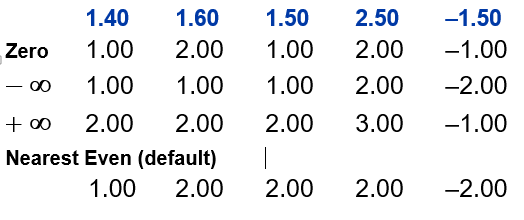 1.40 1.60 1.50 2.50 –1.50
Zero 1.00 2.00 1.00 2.00 –1.00
− ∞ 1.00 1.00 1.00 2.00 –2.00
+ ∞ 2.00 2.00 2.00 3.00 –1.00
Nearest Even (default)
1.00 2.00 2.00 2.00 –2.00